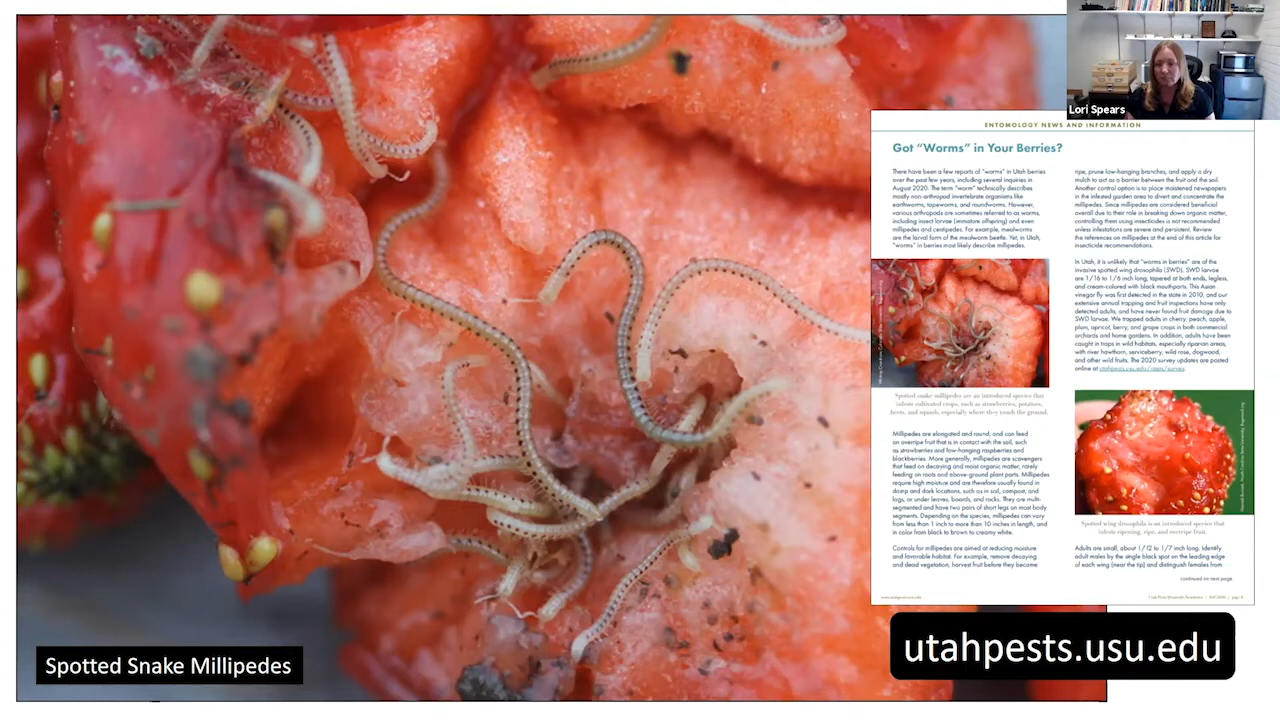 Lori Spears
ENTOMOLOGY NEWS AND INFORMATION
Got “Worms” in Your Berries?
There have been a few reports of “worms” in Utah berries
over the past few years, including several inquiries in
August 2020. The term “worm” technically describes
mostly non-arthropod invertebrate organisms like
earthworms, tapeworms, and roundworms. However,
various arthropods are sometimes referred to as worms,
including insect larvae (immature offspring) and even
millipedes and centipedes. For example, mealworms
are the larval form of the mealworm beetle. Yet, in Utah,
“worms” in berries most likely describe millipedes.
Spotted snake millipedes are an introduced species that
infests cultivated crops, such as strawberries, potatoes,
beets, and squash, especially where they touch the ground.
Millipedes are elongated and round, and can feed
on overripe fruit that is in contact with the soil, such
as strawberries and low-hanging raspberries and
blackberries. More generally, millipedes are scavengers
that feed on decaying and moist organic matter, rarely
feeding on roots and above-ground plant parts. Millipedes
require high moisture and are therefore usually found in
damp and dark locations, such as in soil, compost, and
logs, or under leaves, boards, and rocks. They are multi-
segmented and have two pairs of short legs on most body
segments. Depending on the species, millipedes can vary
from less than 1 inch to more than 10 inches in length, and
in color from black to brown to creamy white.
Controls for millipedes are aimed at reducing moisture
and favorable habitat. For example, remove decaying
and dead vegetation, harvest fruit before they become
ripe, prune low-hanging branches, and apply a dry
mulch to act as a barrier between the fruit and the soil.
Another control option is to place moistened newspapers
in the infested garden area to divert and concentrate the
millipedes. Since millipedes are considered beneficial
overall due to their role in breaking down organic matter,
controlling them using insecticides is not recommended
unless infestations are severe and persistent. Review
the references on millipedes at the end of this article for
insecticide recommendations.
In Utah, it is unlikely that “worms in berries” are of the
invasive spotted wing drosophila (SWD). SWD larvae
are 1/16 to 1/6 inch long, tapered at both ends, legless,
and cream-colored with black mouthparts. This Asian
vinegar fly was first detected in the state in 2010, and our
extensive annual trapping and fruit inspections have only
detected adults, and have never found fruit damage due to
SWD larvae. We trapped adults in cherry, peach, apple,
plum, apricot, berry, and grape crops in both commercial
orchards and home gardens. In addition, adults have been
caught in traps in wild habitats, especially riparian areas,
with river hawthorn, serviceberry, wild rose, dogwood,
and other wild fruits. The 2020 survey updates are posted
online at utahpests.usu.edu/caps/survey.
Spotted wing drosophila is an introduced species that
infests ripening, ripe, and overripe fruit.
Adults are small, about 1/12 to 1/7 inch long. Identify
adult males by the single black spot on the leading edge
of each wing (near the tip) and distinguish females from
continued on next page
www.utahpests.usu.edu
Utah Pests Quarterly Newsletter
page 8
utahpests.usu.edu
Spotted Snake Millipedes